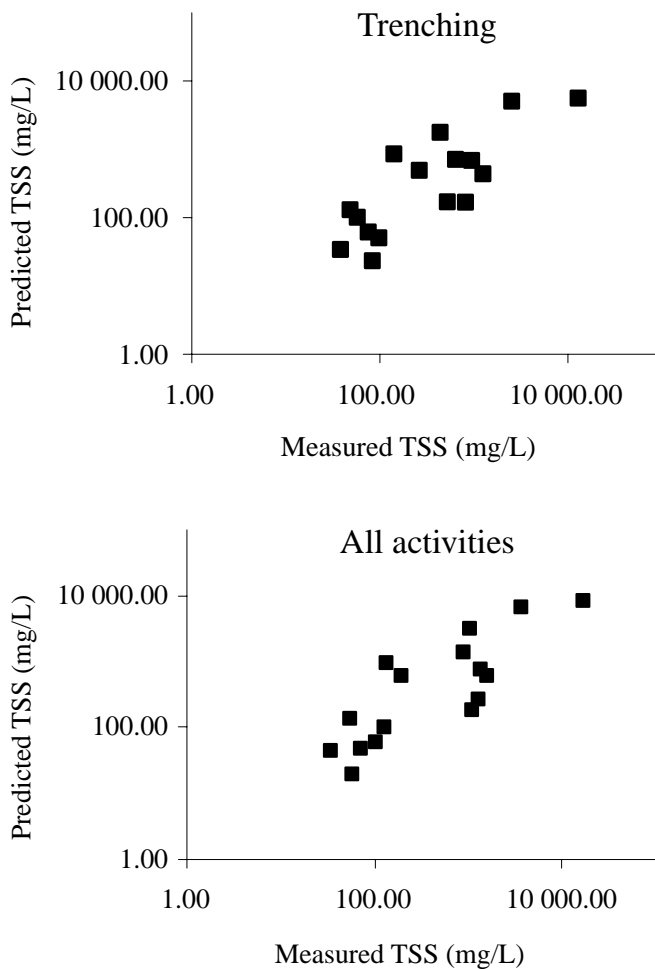 Trenching
10 000.00
100.00
1.00
Predicted TSS (mg/L)
1.00 100.00 10 000.00
Measured TSS (mg/L)
All activities
10 000.00
100.00
1.00
Predicted TSS (mg/L)
1.00 100.00 10 000.00
Measured TSS (mg/L)